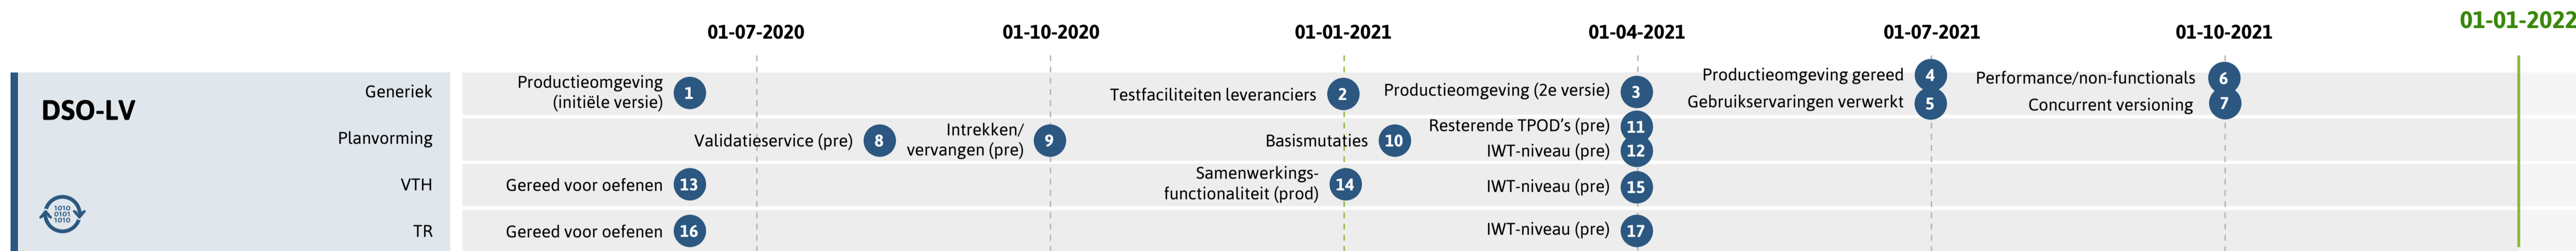 01-07-2020 01-10-2020 01-01-2021 01-04-2021 01-07-2021 01-10-2021 01-01-2022
DSO-LV
Generiek
Productieomgeving
(initiële versie) 1
Testfaciliteiten leveranciers 2
Productieomgeving (2e versie) 3
Productieomgeving gereed 4
Gebruikservaringen verwerkt 5
Performance/non-functionals 6
Concurrent versioning 7
Planvorming
Validatieservice (pre) 8
Intrekken/
vervangen (pre) 9
Basismutaties 10
Resterende TPOD's (pre) 11
IWT-niveau (pre) 12
VTH
Gereed voor oefenen 13
Samenwerkings-
functionaliteit (prod) 14
IWT-niveau (pre) 15
1010
0101
1010
TR
Gereed voor oefenen 16
IWT-niveau (pre) 17